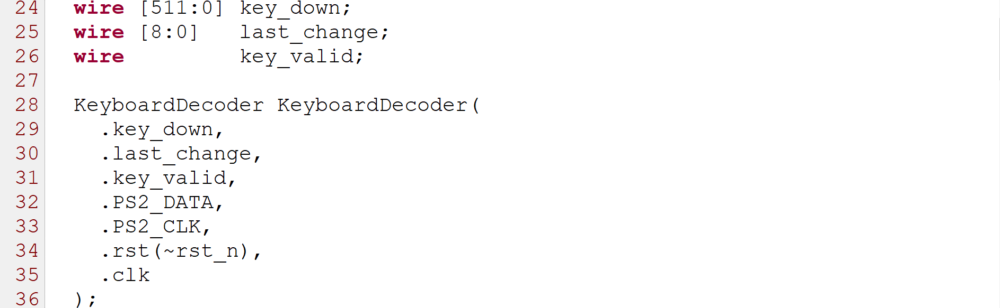 24 wire [511:0] key_down;
25 wire [8:0] last_change;
26 wire key_valid;
27
28 KeyboardDecoder KeyboardDecoder(
29 .key_down,
30 .last_change,
31 .key_valid,
32 .PS2_DATA,
33 .PS2_CLK,
34 .rst(~rst_n),
35 .clk
36 );